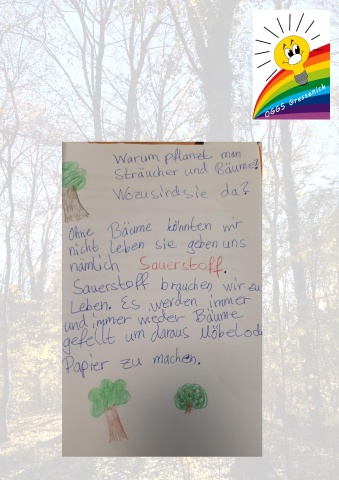 OGGS Gressenich
Warum pflanzt man
Sträucher und Bäume?
Wozu sind sie da?
Ohne Bäume könnten wir
nicht leben sie geben uns
nämlich Sauerstoff.
Sauerstoff brauchen wir zu
Leben. Es werden immer
und immer wieder Bäume
gefellt um daraus Möbel ode
Papier zu machen.